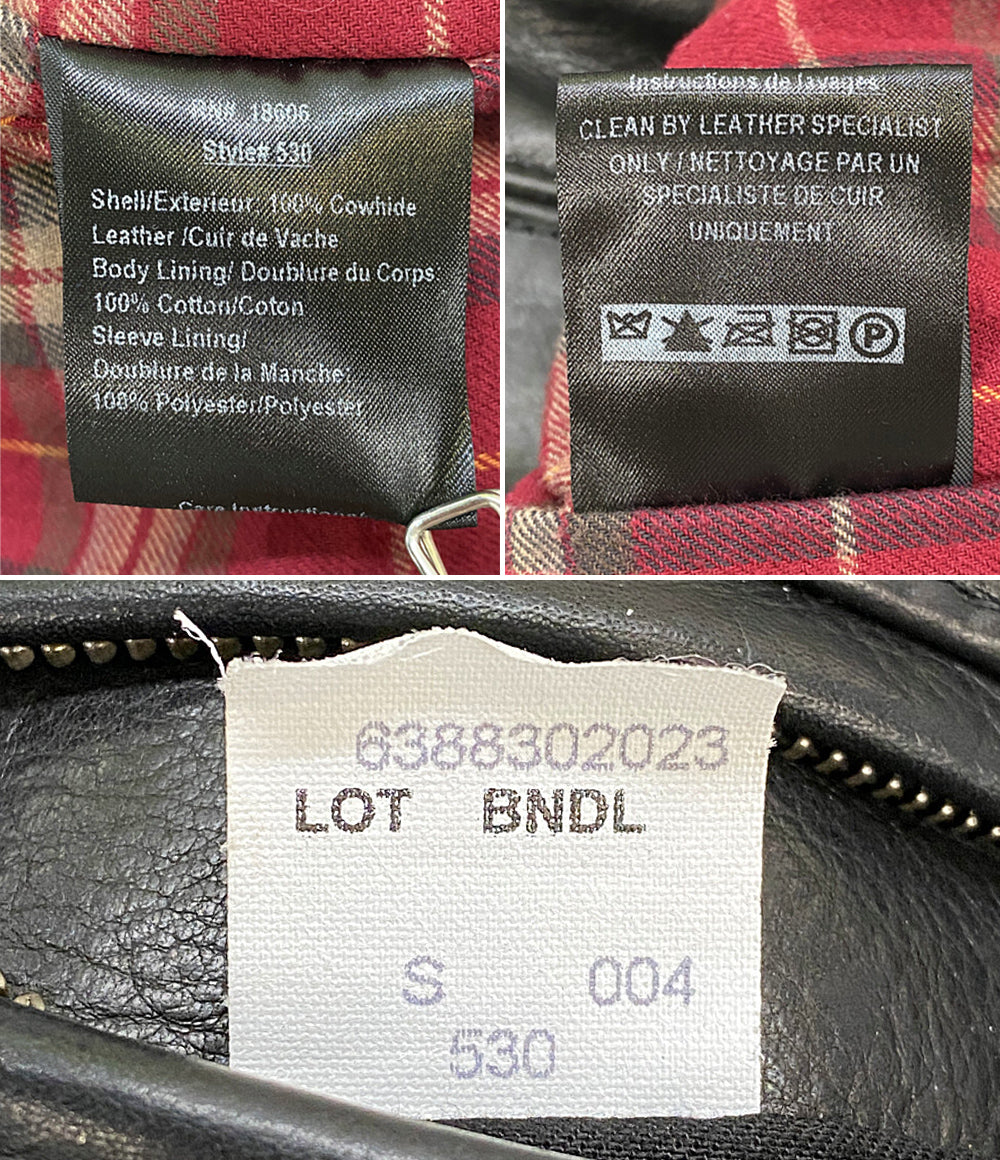 RN# 18606
Style# 530
Shell/Exterieur: 100% Cowhide
Leather /Cuir de Vache
Body Lining/ Doublure du Corps:
100% Cotton/Coton
Sleeve Lining/
Doublure de la Manche:
100% Polyester/Polyester
Care Instructions/
Instructions de lavages
CLEAN BY LEATHER SPECIALIST
ONLY / NETTOYAGE PAR UN
SPECIALISTE DE CUIR
UNIQUEMENT
P
6388302023
LOT BNDL
S 004
530